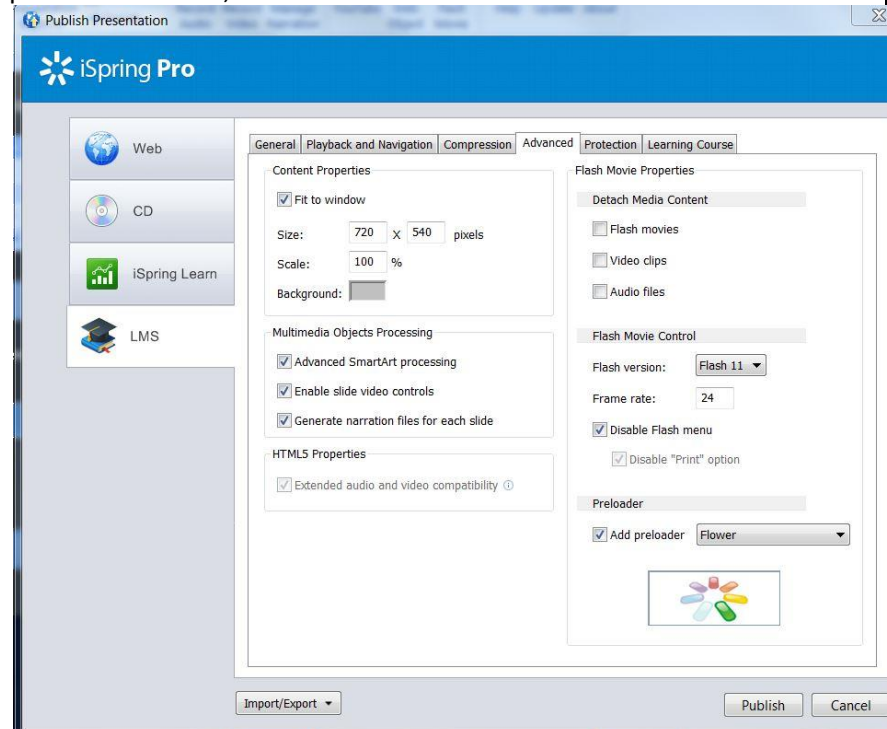 Publish Presentation
iSpring Pro
Web
CD
iSpring Learn
LMS
General Playback and Navigation Compression Advanced Protection Learning Course
Content Properties
Fit to window
Size: 720 X 540 pixels
Scale: 100 %
Background:
Multimedia Objects Processing
Advanced SmartArt processing
Enable slide video controls
Generate narration files for each slide
HTML5 Properties
Extended audio and video compatibility
Flash Movie Properties
Detach Media Content
Flash movies
Video clips
Audio files
Flash Movie Control
Flash version: Flash 11
Frame rate: 24
Disable Flash menu
Disable "Print" option
Preloader
Add preloader Flower
Import/Export
Publish Cancel